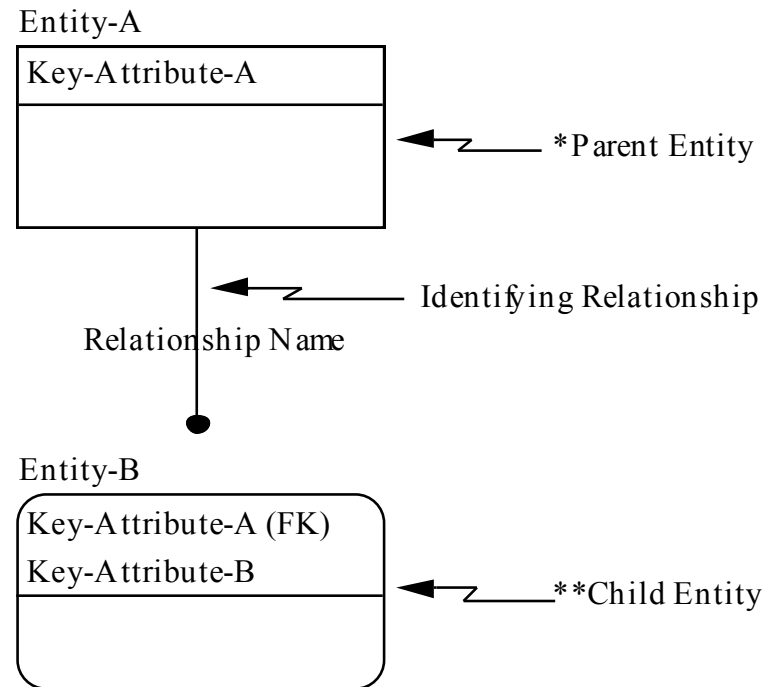 Entity-A
Key-Attribute-A
*Parent Entity
Identifying Relationship
Relationship Name
Entity-B
Key-Attribute-A (FK)
Key-Attribute-B
**Child Entity